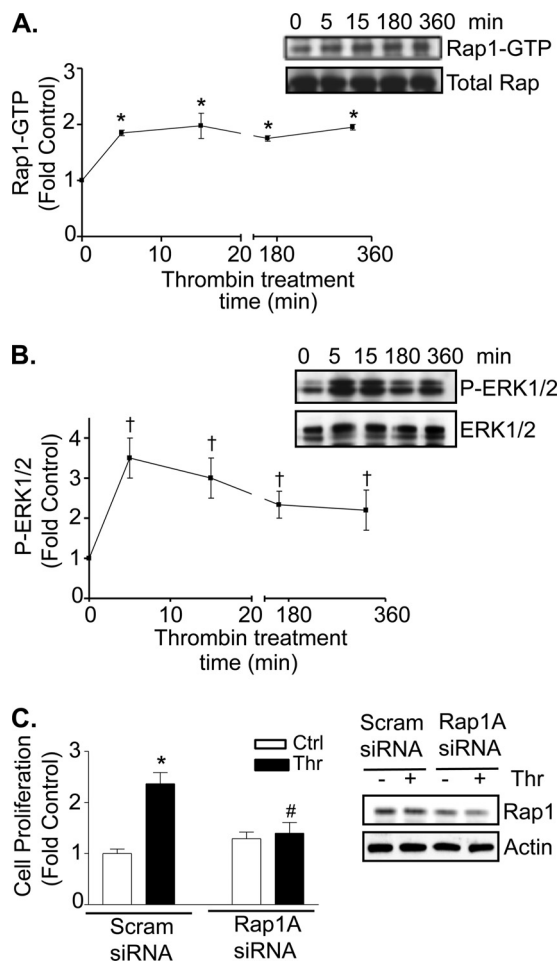 A.
0 5 15 180 360 min
Rap1-GTP
Total Rap
Rap1-GTP
(Fold Control)
3
2
1
0
* * * *
0 10 20 180 360
Thrombin treatment
time (min)
B.
0 5 15 180 360 min
P-ERK1/2
ERK1/2
P-ERK1/2
(Fold Control)
4
3
2
1
0
† † † †
0 10 20 180 360
Thrombin treatment
time (min)
C.
Cell Proliferation
(Fold Control)
3
2
1
0
Ctrl
Thr
* #
Scram
siRNA
Rap1A
siRNA
Scram
siRNA
Rap1A
siRNA
- + - + Thr
Rap1
Actin